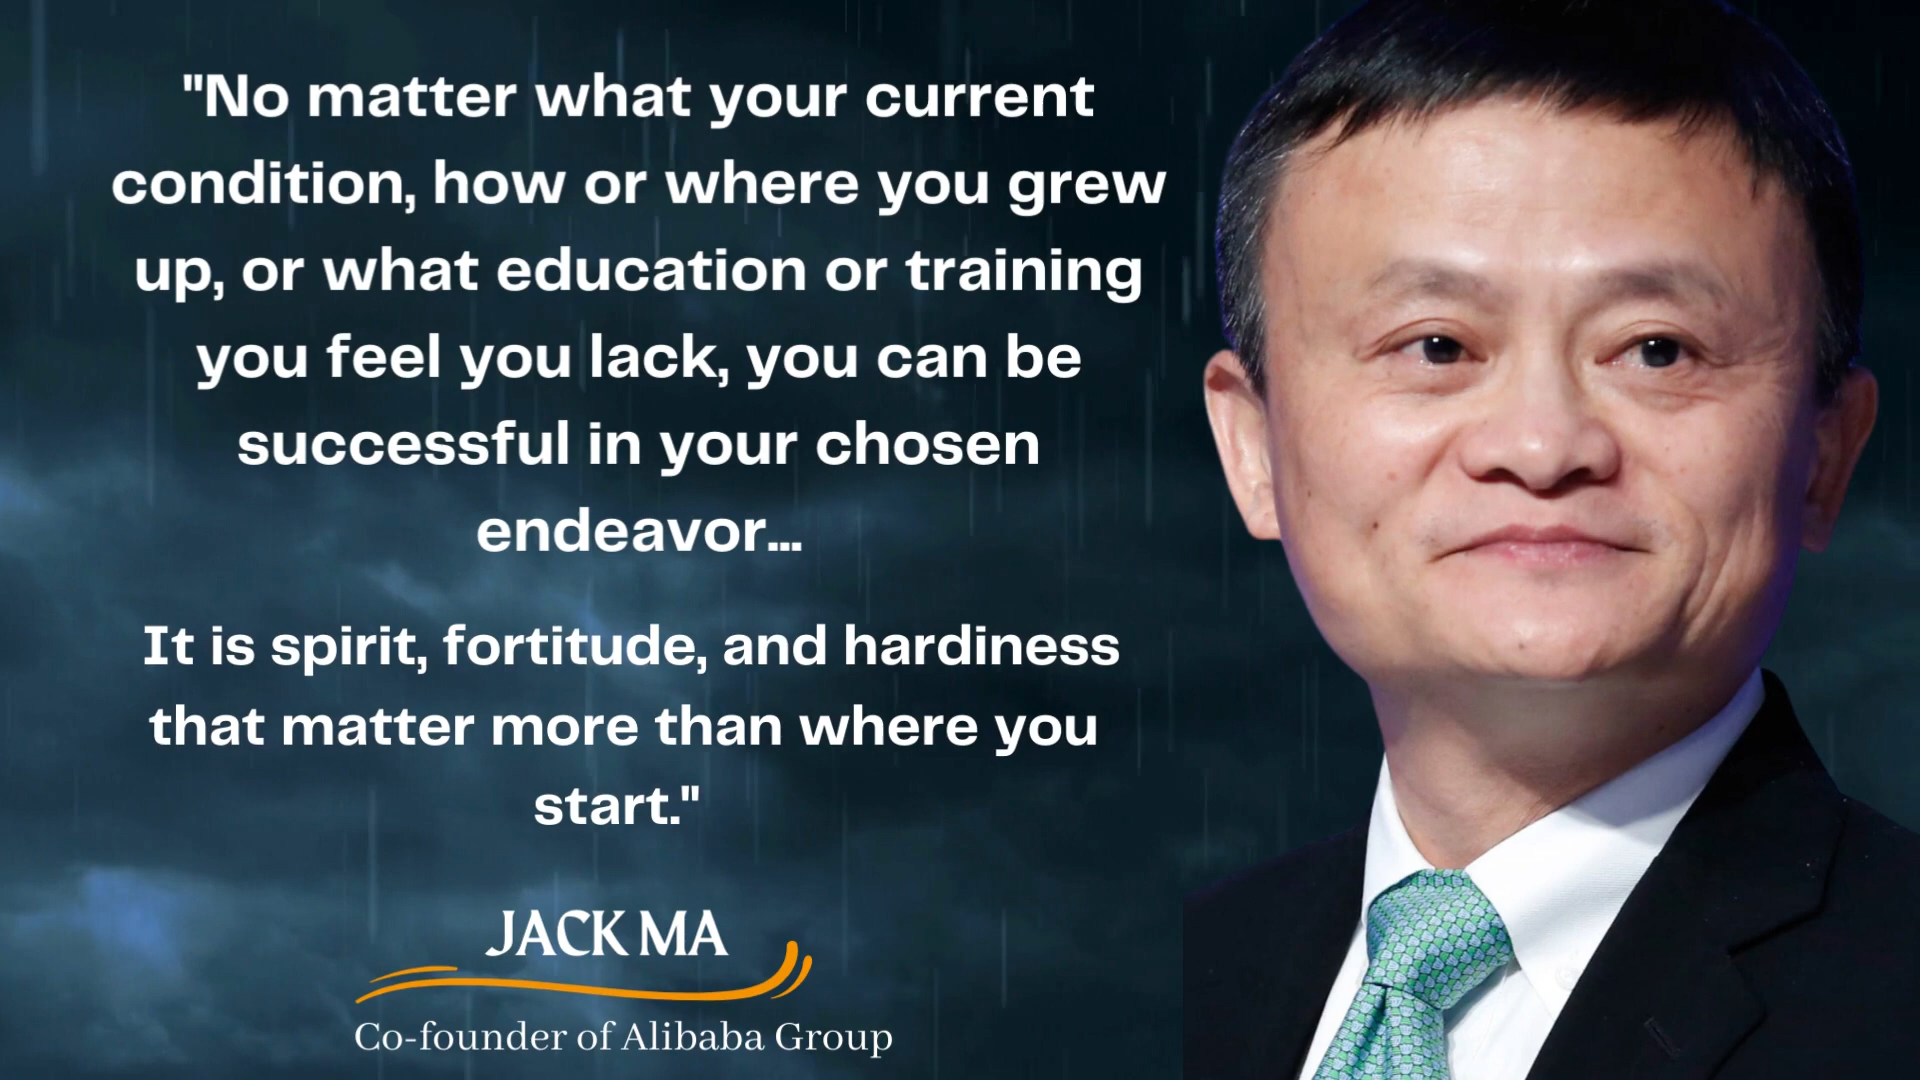 "No matter what your current
condition, how or where you grew
up, or what education or training
you feel you lack, you can be
successful in your chosen
endeavor...
It is spirit, fortitude, and hardiness
that matter more than where you
start."
JACK MA
Co-founder of Alibaba Group